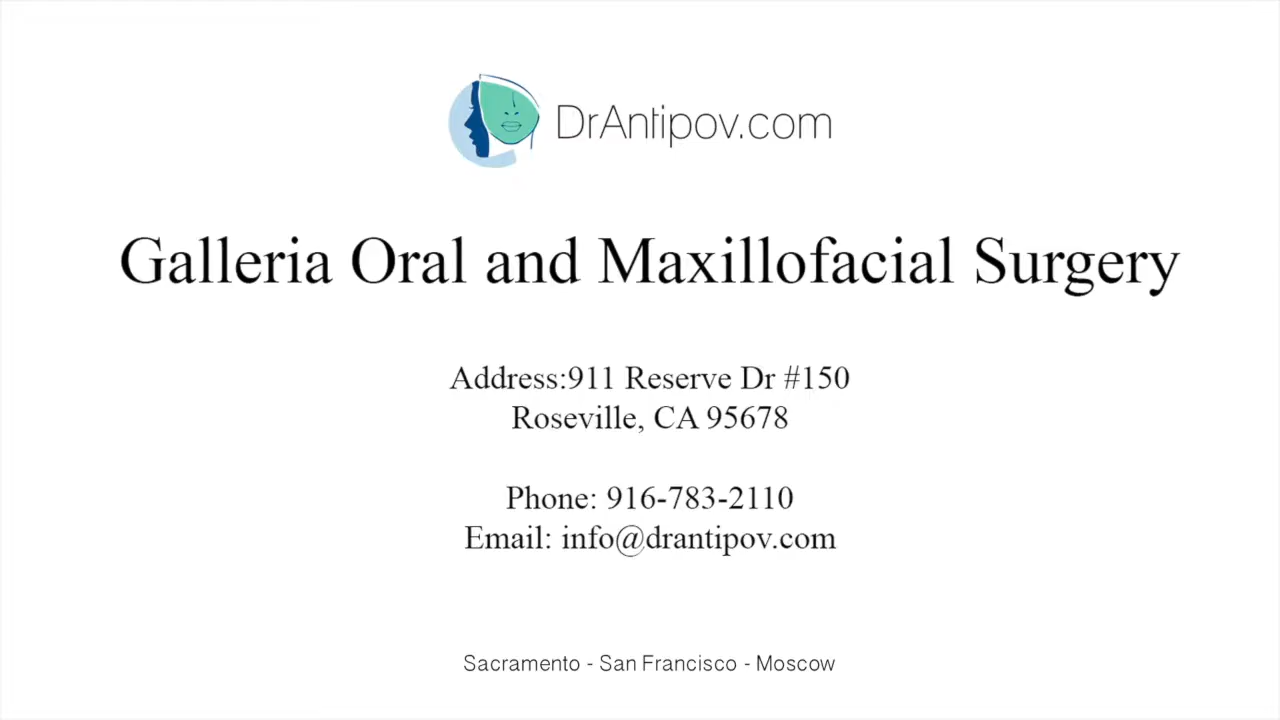 DrAntipov.com
Galleria Oral and Maxillofacial Surgery
Address:911 Reserve Dr #150
Roseville, CA 95678
Phone: 916-783-2110
Email: info@drantipov.com
Sacramento - San Francisco - Moscow